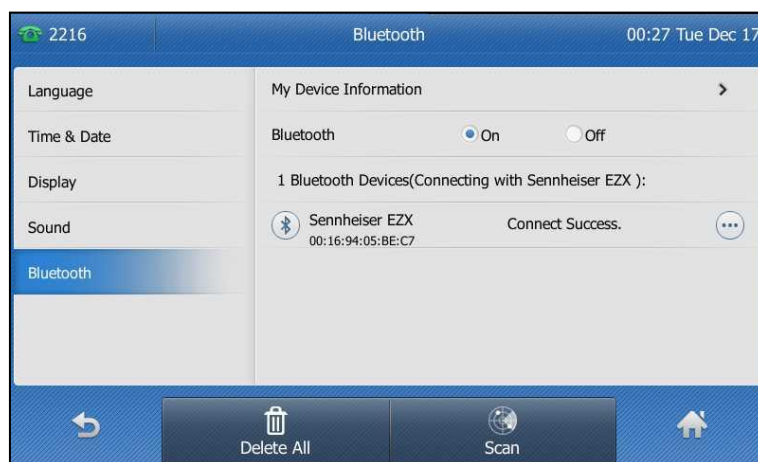 2216 Bluetooth 00:27 Tue Dec 17
Language
Time & Date
Display
Sound
Bluetooth
My Device Information
Bluetooth On Off
1 Bluetooth Devices(Connecting with Sennheiser EZX ):
Sennheiser EZX Connect Success.
00:16:94:05:BE:C7
Delete All Scan